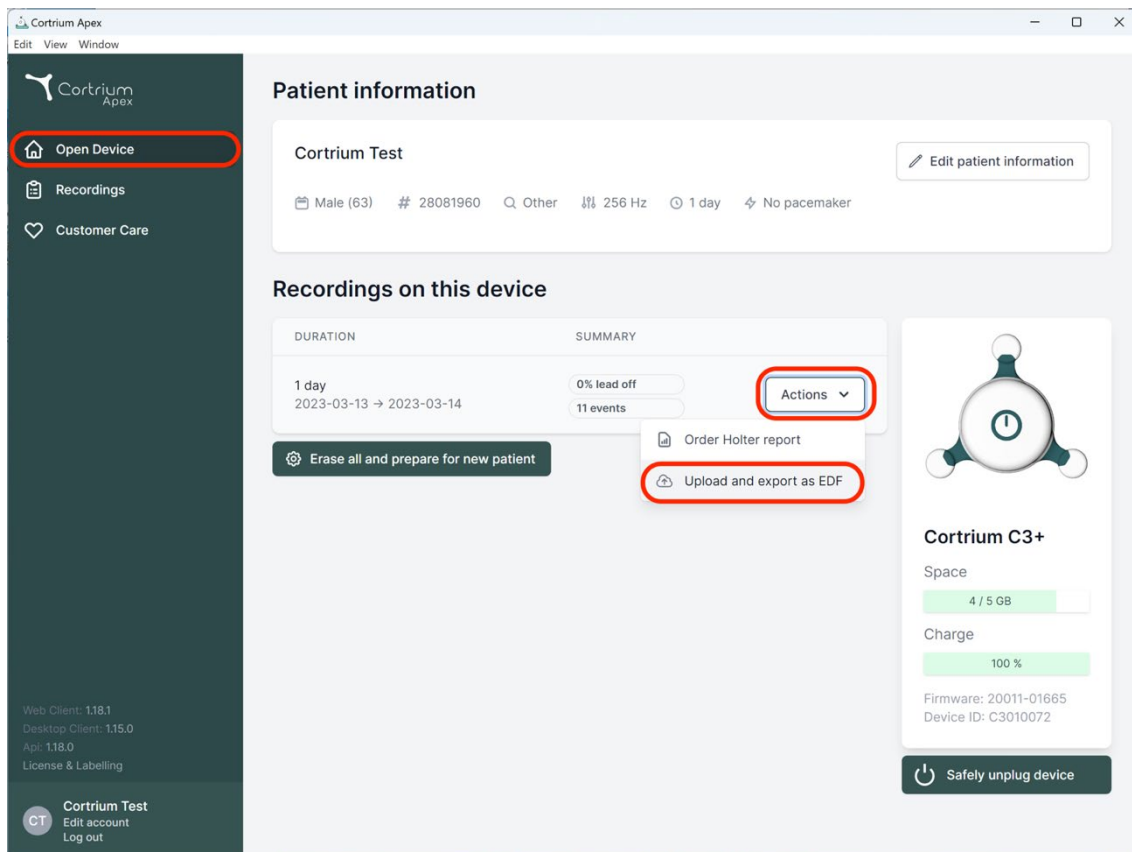 Cortrium Apex
Edit View Window
Cortrium
Apex
Open Device
Recordings
Customer Care
Web Client: 1.18.1
Desktop Client: 1.15.0
Api: 1.18.0
License & Labelling
CT
Cortrium Test
Edit account
Log out
Patient information
Cortrium Test
Edit patient information
Male (63) # 28081960 Other 256 Hz 1 day No pacemaker
Recordings on this device
DURATION SUMMARY
1 day
2023-03-13 → 2023-03-14
0% lead off
11 events
Actions
Order Holter report
Upload and export as EDF
Erase all and prepare for new patient
Cortrium C3+
Space
4 / 5 GB
Charge
100 %
Firmware: 20011-01665
Device ID: C3010072
Safely unplug device